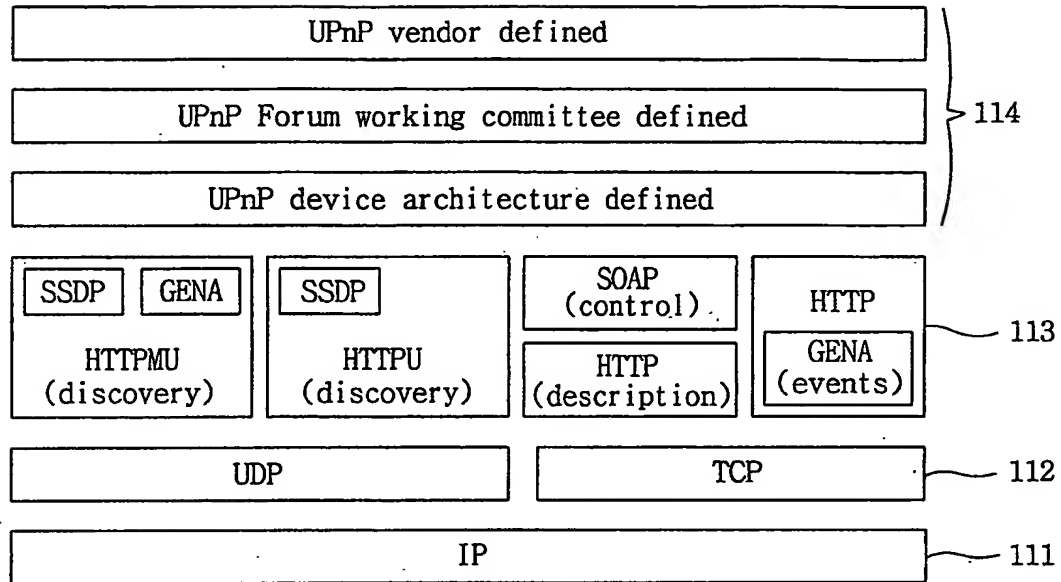 UPnP vendor defined
UPnP Forum working committee defined
114
UPnP device architecture defined
SSDP GENA
HTTPMU
(discovery)
SSDP
HTTPU
(discovery)
SOAP
(control)
HTTP
(description)
HTTP
GENA
(events)
113
UDP
TCP
112
IP
111